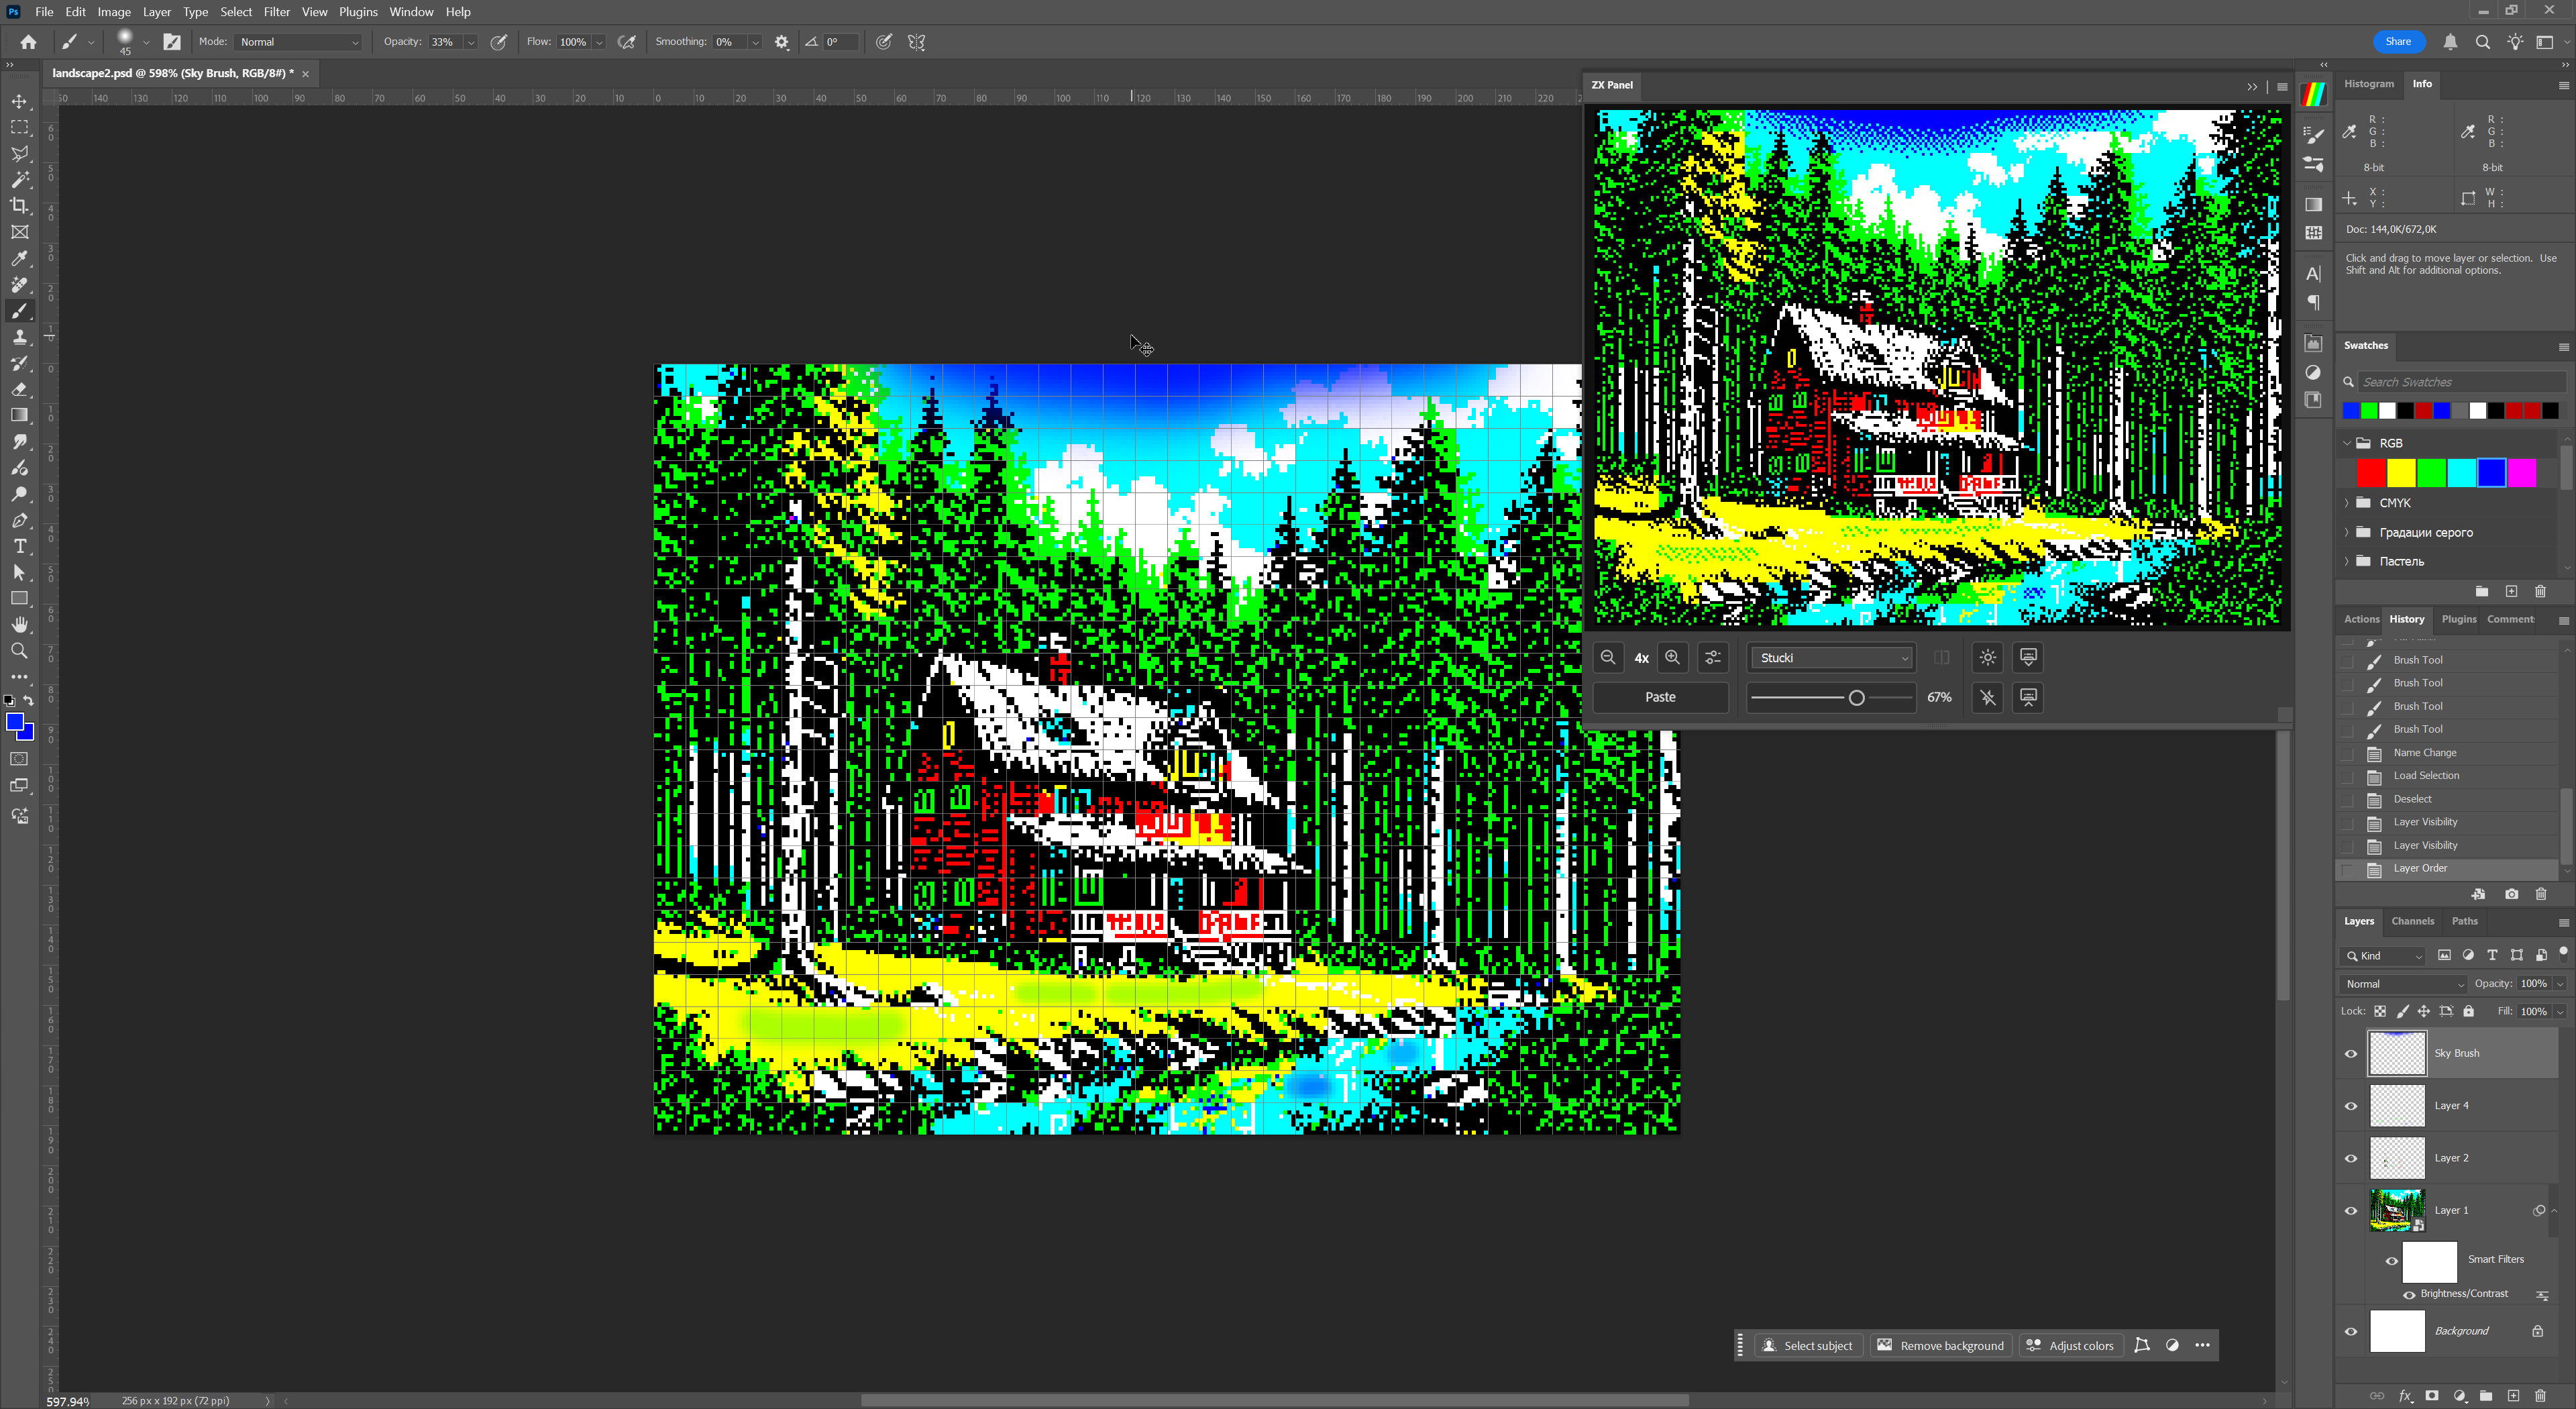 Ps File Edit Image Layer Type Select Filter View Plugins Window Help
45 Mode: Normal Opacity: 33% Flow: 100% Smoothing: 0% 0° Share
landscape2.psd @ 598% (Sky Brush, RGB/8#) *
140 130 120 110 100 90 80 70 60 50 40 30 20 10 0 10 20 30 40 50 60 70 80 90 100 110 120 130 140 150 160 170 180 190 200 210 220
ZX Panel
4x
Stucki
Paste
67%
Histogram Info
R : R :
G : G :
B : B :
8-bit 8-bit
X : W :
Y : H :
Doc: 144,0K/672,0K
Click and drag to move layer or selection. Use
Shift and Alt for additional options.
Swatches
Search Swatches
RGB
CMYK
Градации серого
Пастель
Actions History Plugins Comment
Brush Tool
Brush Tool
Brush Tool
Brush Tool
Name Change
Load Selection
Deselect
Layer Visibility
Layer Visibility
Layer Order
Layers Channels Paths
Kind
Normal Opacity: 100%
Lock: Fill: 100%
Sky Brush
Layer 4
Layer 2
Layer 1
Smart Filters
Brightness/Contrast
Background
Select subject Remove background Adjust colors
597.94% 256 px x 192 px (72 ppi)